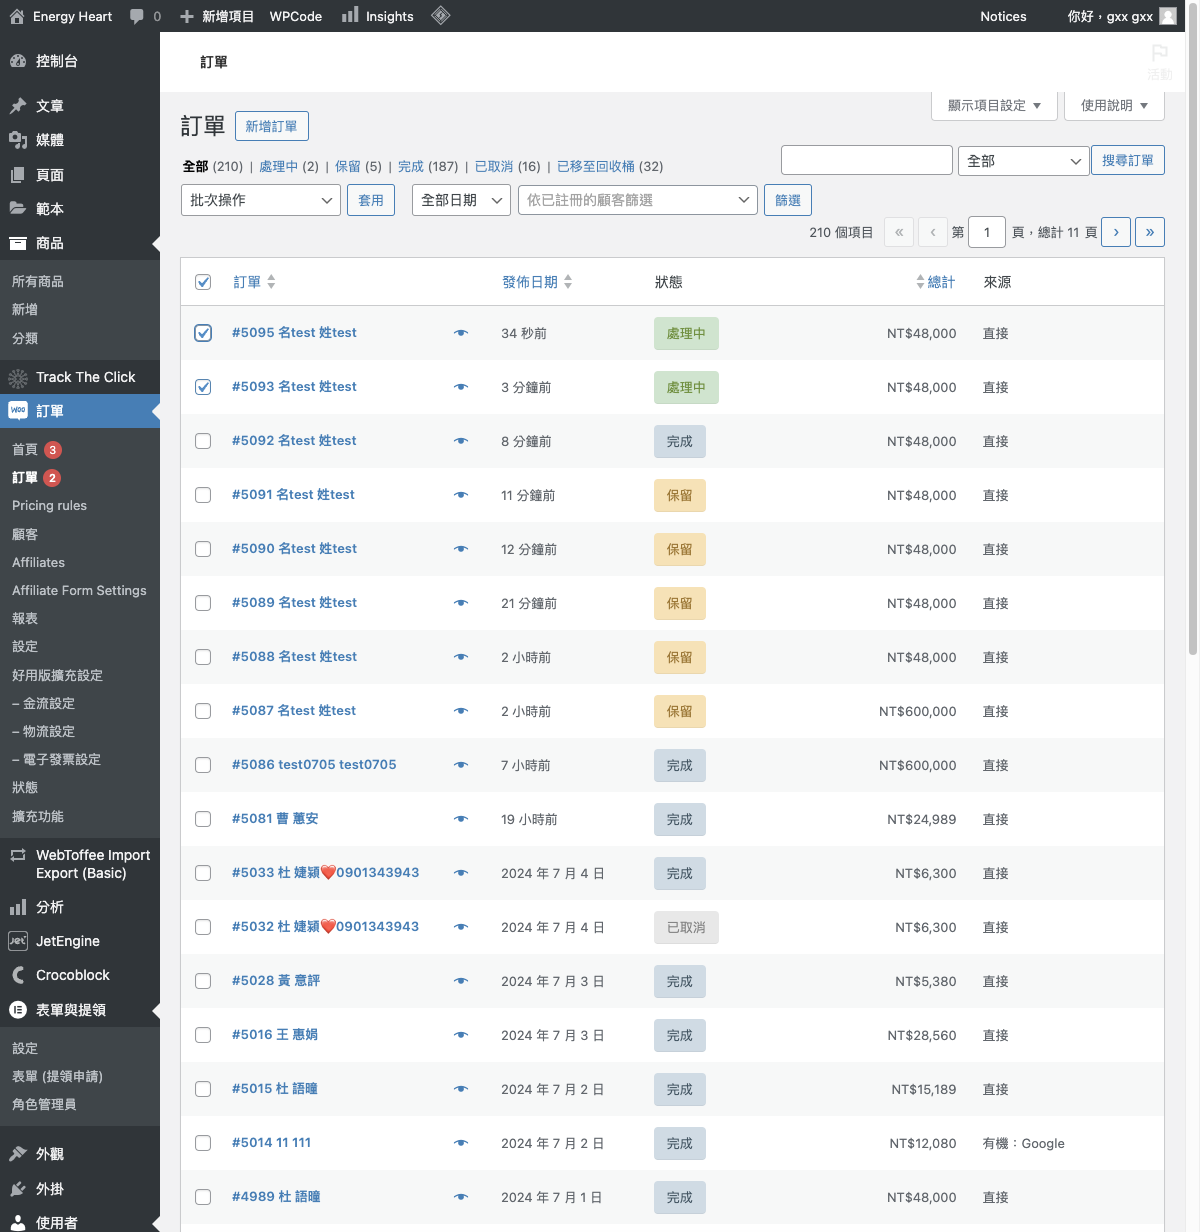 Energy Heart 0 新增項目 WPCode Insights Notices 你好，gxx gxx
控制台
文章
媒體
頁面
範本
商品
所有商品
新增
分類
Track The Click
訂單
首頁 3
訂單 2
Pricing rules
顧客
Affiliates
Affiliate Form Settings
報表
設定
好用版擴充設定
– 金流設定
– 物流設定
– 電子發票設定
狀態
擴充功能
WebToffee Import
Export (Basic)
分析
JetEngine
Crocoblock
表單與提領
設定
表單 (提領申請)
角色管理員
外觀
外掛
使用者
訂單
活動
顯示項目設定 使用說明
訂單 新增訂單
全部 (210) | 處理中 (2) | 保留 (5) | 完成 (187) | 已取消 (16) | 已移至回收桶 (32)
全部 搜尋訂單
批次操作 套用 全部日期 依已註冊的顧客篩選 篩選
210 個項目 « ‹ 第 1 頁，總計 11 頁 › »
訂單 發佈日期 狀態 總計 來源
#5095 名test 姓test 34 秒前 處理中 NT$48,000 直接
#5093 名test 姓test 3 分鐘前 處理中 NT$48,000 直接
#5092 名test 姓test 8 分鐘前 完成 NT$48,000 直接
#5091 名test 姓test 11 分鐘前 保留 NT$48,000 直接
#5090 名test 姓test 12 分鐘前 保留 NT$48,000 直接
#5089 名test 姓test 21 分鐘前 保留 NT$48,000 直接
#5088 名test 姓test 2 小時前 保留 NT$48,000 直接
#5087 名test 姓test 2 小時前 保留 NT$600,000 直接
#5086 test0705 test0705 7 小時前 完成 NT$600,000 直接
#5081 曹 蕙安 19 小時前 完成 NT$24,989 直接
#5033 杜 婕潁❤️0901343943 2024 年 7 月 4 日 完成 NT$6,300 直接
#5032 杜 婕潁❤️0901343943 2024 年 7 月 4 日 已取消 NT$6,300 直接
#5028 黃 意評 2024 年 7 月 3 日 完成 NT$5,380 直接
#5016 王 惠娟 2024 年 7 月 3 日 完成 NT$28,560 直接
#5015 杜 語曈 2024 年 7 月 2 日 完成 NT$15,189 直接
#5014 11 111 2024 年 7 月 2 日 完成 NT$12,080 有機：Google
#4989 杜 語曈 2024 年 7 月 1 日 完成 NT$48,000 直接